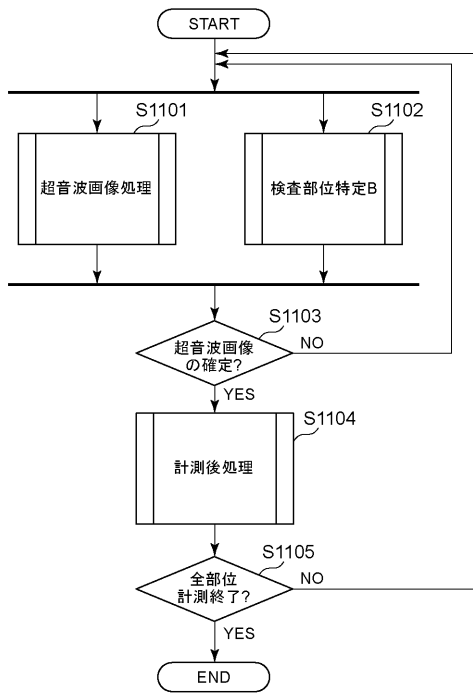 START
S1101
S1102
超音波画像処理
検査部位特定B
S1103
超音波画像
の確定?
NO
YES
S1104
計測後処理
S1105
全部位
計測終了?
NO
YES
END